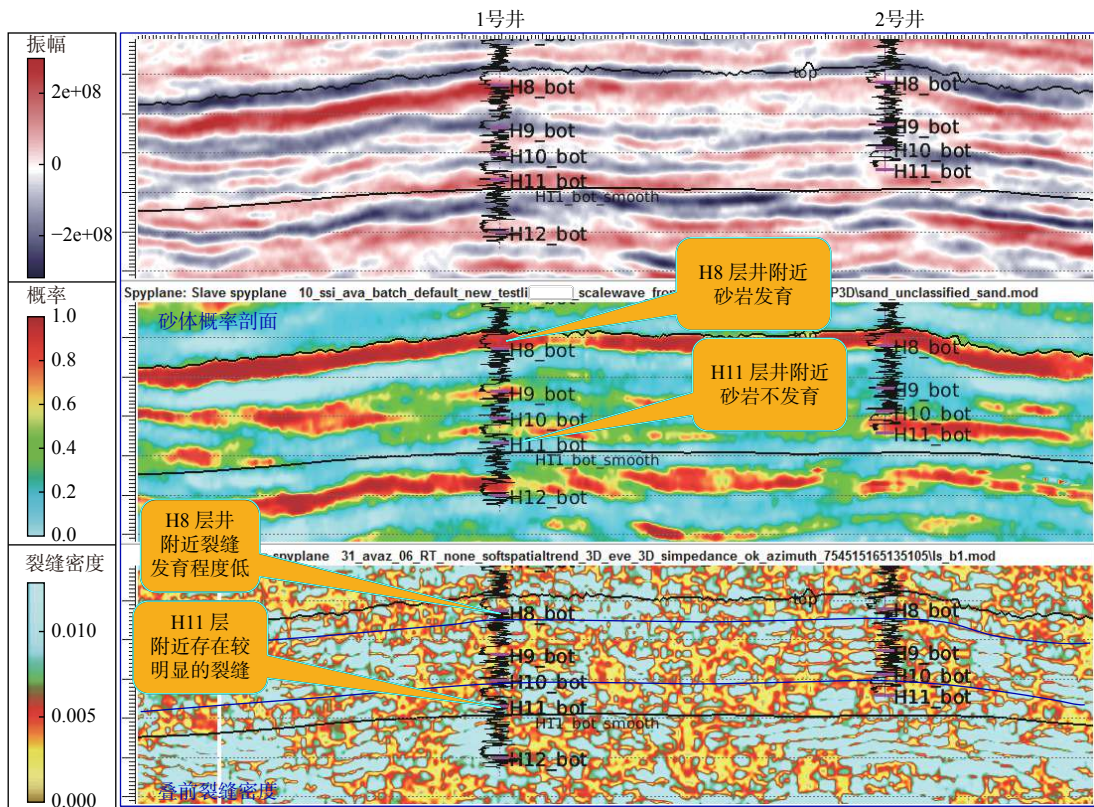 1号井
2号井
振幅
2e+08
0
−2e+08
top
H8_bot
H9_bot
H10_bot
H11_bot
H11_bot_smooth
H12_bot
H8_bot
H9_bot
H10_bot
H11_bot
Spyplane: Slave spyplane 10_ssi_ava_batch_default_new_testli
P3D\sand_unclassified_sand.mod
概率
1.0
0.8
0.6
0.4
0.2
0.0
砂体概率剖面
H8 层井附近
砂岩发育
H11 层井附近
砂岩不发育
H8_bot
H9_bot
H10_bot
H11_bot
H11_bot_smooth
H12_bot
H8_bot
H9_bot
H10_bot
H11_bot
spyplane 31_avaz_06_RT_none_softspatialtrend_3D_eve_3D_simpedance_ok_azimuth_754515165135105\ls_b1.mod
裂缝密度
0.010
0.005
0.000
H8 层井
附近裂缝
发育程度低
H11 层
附近存在较
明显的裂缝
top
H8_bot
H9_bot
H10_bot
H11_bot
H11_bot_smooth
H12_bot
H8_bot
H9_bot
H10_bot
H11_bot
叠前裂缝密度